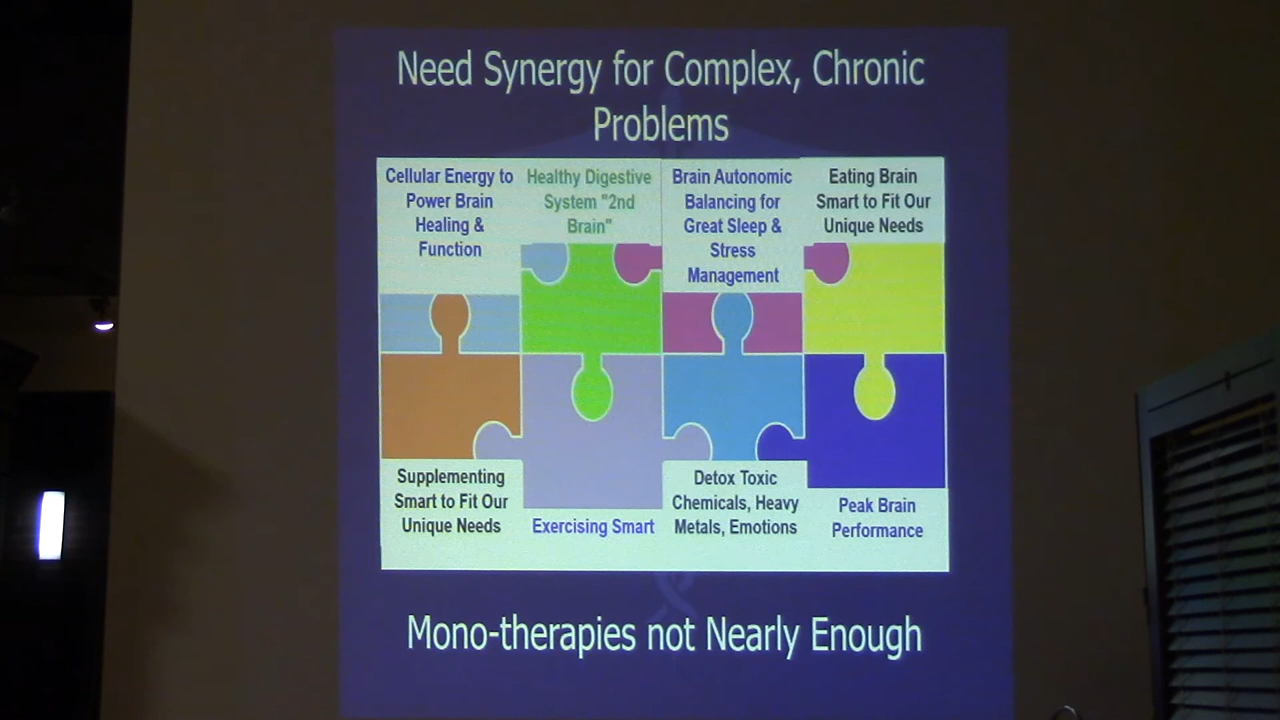 Need Synergy for Complex, Chronic
Problems
Cellular Energy to
Power Brain
Healing &
Function
Healthy Digestive
System "2nd
Brain"
Brain Autonomic
Balancing for
Great Sleep &
Stress
Management
Eating Brain
Smart to Fit Our
Unique Needs
Supplementing
Smart to Fit Our
Unique Needs
Exercising Smart
Detox Toxic
Chemicals, Heavy
Metals, Emotions
Peak Brain
Performance
Mono-therapies not Nearly Enough